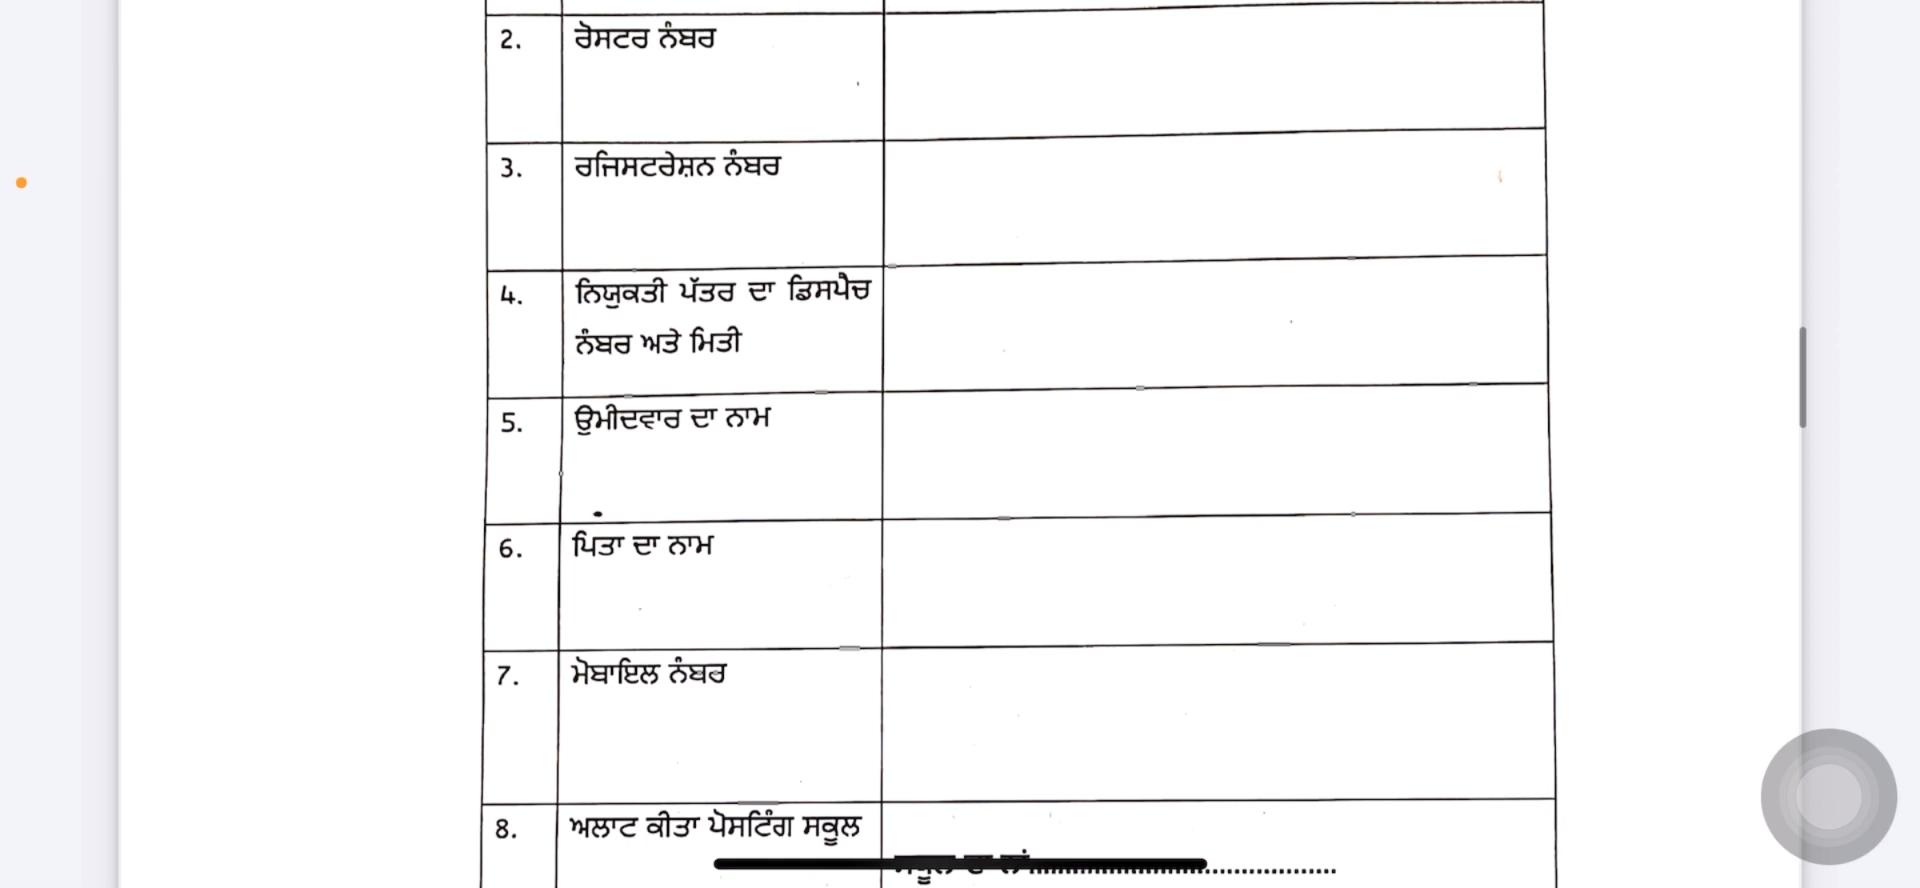 2. ਰੋਸਟਰ ਨੰਬਰ
3. ਰਜਿਸਟਰੇਸ਼ਨ ਨੰਬਰ
4. ਨਿਯੁਕਤੀ ਪੱਤਰ ਦਾ ਡਿਸਪੈਚ
ਨੰਬਰ ਅਤੇ ਮਿਤੀ
5. ਉਮੀਦਵਾਰ ਦਾ ਨਾਮ
6. ਪਿਤਾ ਦਾ ਨਾਮ
7. ਮੋਬਾਇਲ ਨੰਬਰ
8. ਅਲਾਟ ਕੀਤਾ ਪੋਸਟਿੰਗ ਸਕੂਲ